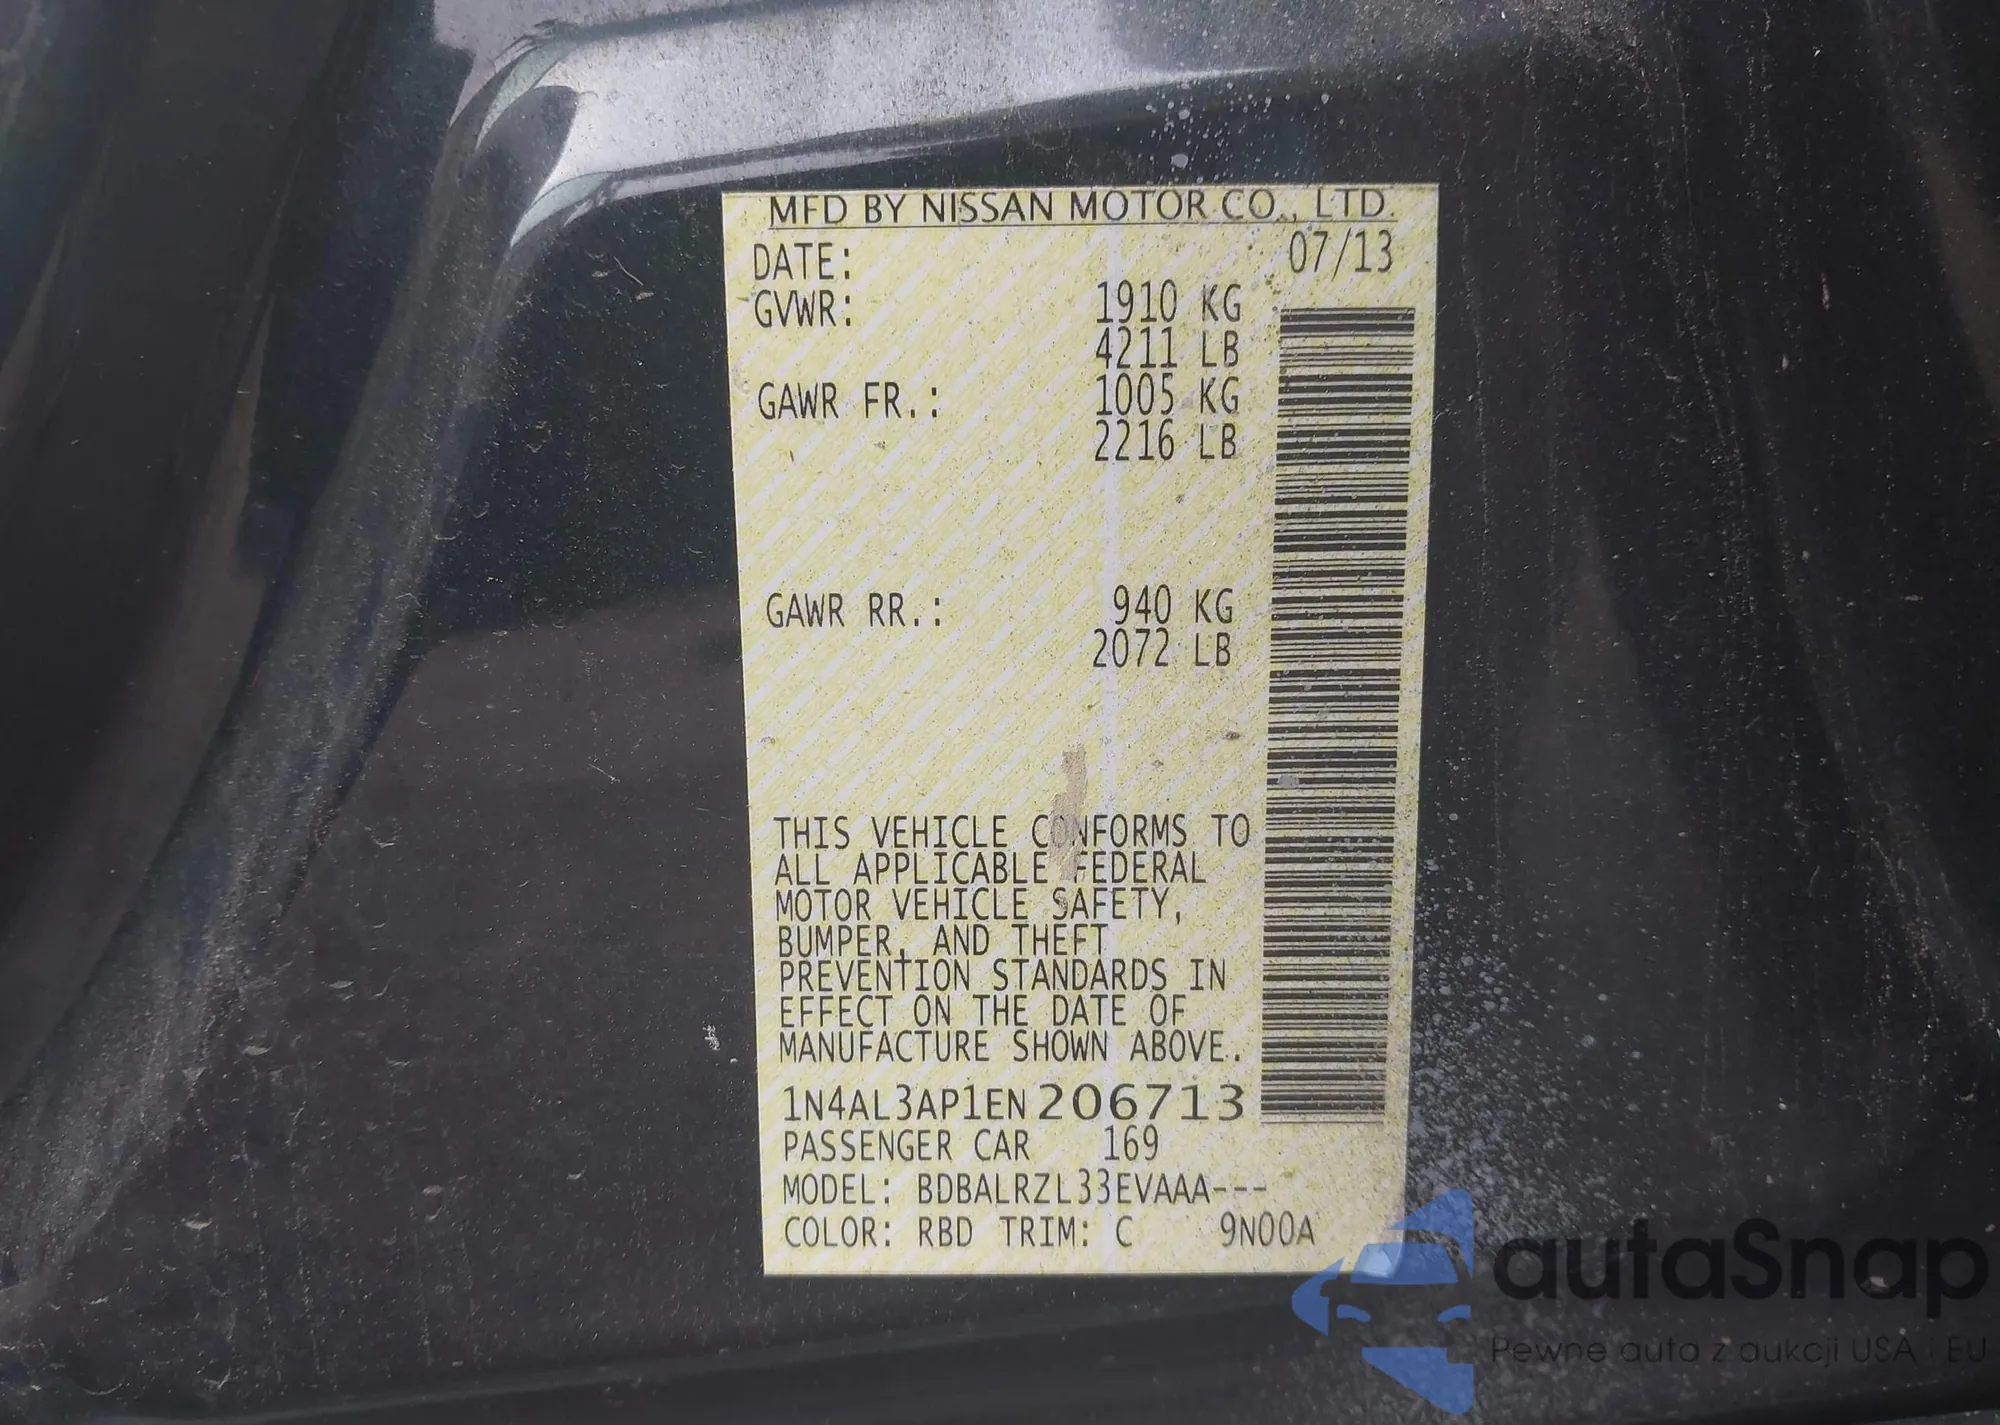 MFD BY NISSAN MOTOR CO., LTD.
DATE: 07/13
GVWR: 1910 KG
4211 LB
GAWR FR.: 1005 KG
2216 LB
GAWR RR.: 940 KG
2072 LB
THIS VEHICLE CONFORMS TO
ALL APPLICABLE FEDERAL
MOTOR VEHICLE SAFETY,
BUMPER, AND THEFT
PREVENTION STANDARDS IN
EFFECT ON THE DATE OF
MANUFACTURE SHOWN ABOVE.
1N4AL3AP1EN206713
PASSENGER CAR 169
MODEL: BDBALRZL33EVAAA---
COLOR: RBD TRIM: C 9N00A
autaSnap
Pewne auta z aukcji USA i EU